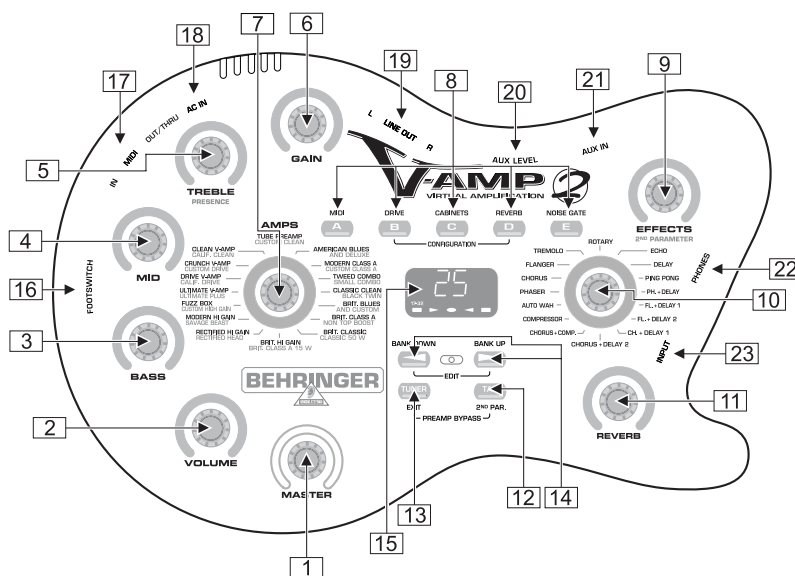 18
7
6
19
8
20
21
9
17
5
4
16
3
2
1
13
15
12
14
11
23
10
22
IN
MIDI
OUT/THRU
AC IN
L
LINE OUT
R
AUX LEVEL
AUX IN
PHONES
INPUT
FOOTSWITCH
GAIN
TREBLE
PRESENCE
MID
BASS
VOLUME
MASTER
V-AMP 2
VIRTUAL AMPLIFICATION
MIDI
DRIVE
CABINETS
REVERB
NOISE GATE
A
B
C
D
E
CONFIGURATION
EFFECTS
2ND PARAMETER
AMPS
TUBE PREAMP
CUSTOM CLEAN
CLEAN V-AMP
CALIF. CLEAN
CRUNCH V-AMP
CUSTOM DRIVE
DRIVE V-AMP
CALIF. DRIVE
ULTIMATE V-AMP
ULTIMATE PLUS
FUZZ BOX
CUSTOM HIGH GAIN
MODERN HI GAIN
SAVAGE BEAST
RECTIFIED HI GAIN
RECTIFIED HEAD
BRIT. HI GAIN
BRIT. CLASS A 15 W
AMERICAN BLUES
AND DELUXE
MODERN CLASS A
CUSTOM CLASS A
TWEED COMBO
SMALL COMBO
CLASSIC CLEAN
BLACK TWIN
BRIT. BLUES
AND CUSTOM
BRIT. CLASS A
NON TOP BOOST
BRIT. CLASSIC
CLASSIC 50 W
25
BANK DOWN
BANK UP
EDIT
TUNER
TAP
EXIT
2ND PAR.
PREAMP BYPASS
ROTARY
TREMOLO
FLANGER
CHORUS
PHASER
AUTO WAH
COMPRESSOR
CHORUS + COMP.
CHORUS + DELAY 2
ECHO
DELAY
PING PONG
PH. + DELAY
FL. + DELAY 1
FL. + DELAY 2
CH. + DELAY 1
REVERB
BEHRINGER